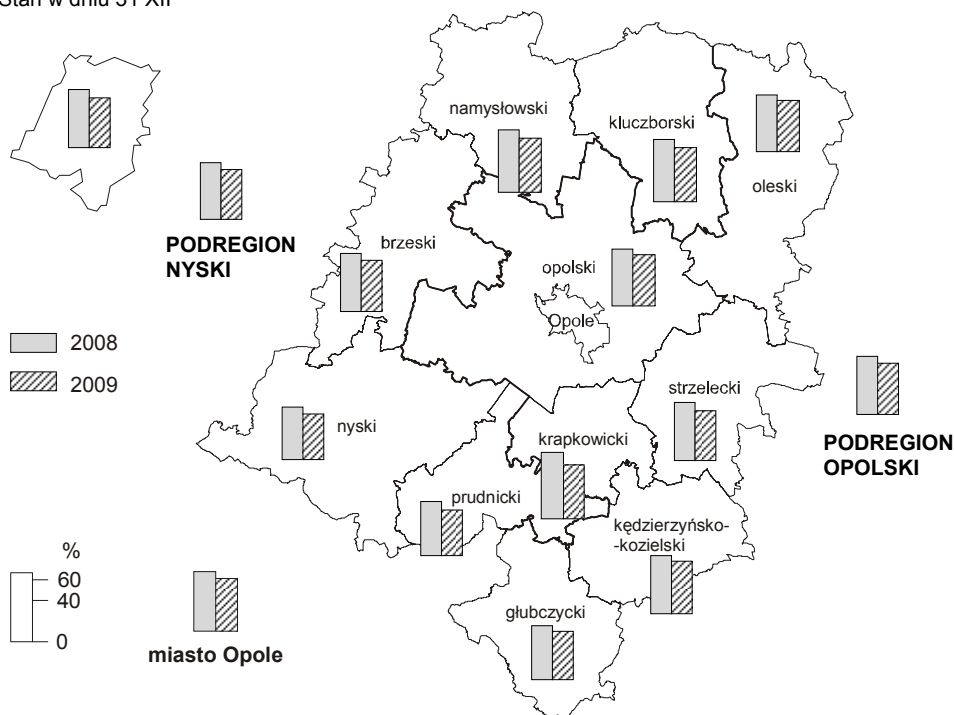 Stan w dniu 31 XII
namysłowski
kluczborski
oleski
PODREGION
NYSKI
brzeski
opolski
Opole
2008
2009
strzelecki
nyski
krapkowicki
PODREGION
OPOLSKI
prudnicki
kędzierzyńsko-
-kozielski
%
60
40
0
głubczycki
miasto Opole